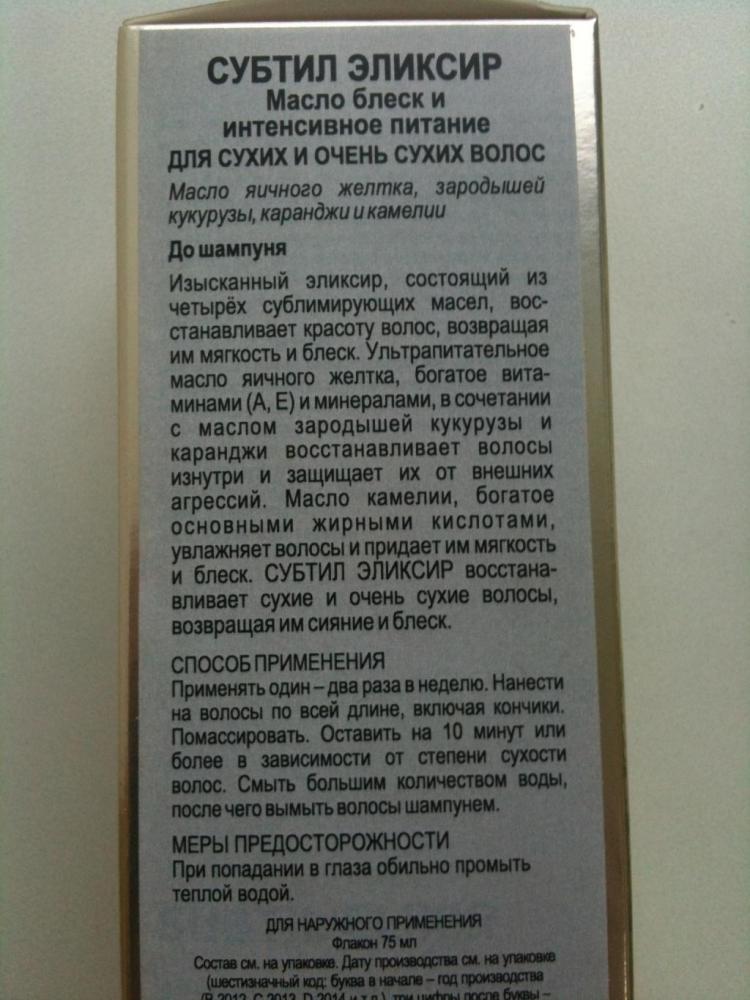 СУБТИЛ ЭЛИКСИР
Масло блеск и
интенсивное питание
ДЛЯ СУХИХ И ОЧЕНЬ СУХИХ ВОЛОС
Масло яичного желтка, зародышей
кукурузы, каранджи и камелии
До шампуня
Изысканный эликсир, состоящий из
четырёх сублимирующих масел, вос-
станавливает красоту волос, возвращая
им мягкость и блеск. Ультрапитательное
масло яичного желтка, богатое вита-
минами (А, Е) и минералами, в сочетании
с маслом зародышей кукурузы и
каранджи восстанавливает волосы
изнутри и защищает их от внешних
агрессий. Масло камелии, богатое
основными жирными кислотами,
увлажняет волосы и придает им мягкость
и блеск. СУБТИЛ ЭЛИКСИР восстана-
вливает сухие и очень сухие волосы,
возвращая им сияние и блеск.
СПОСОБ ПРИМЕНЕНИЯ
Применять один – два раза в неделю. Нанести
на волосы по всей длине, включая кончики.
Помассировать. Оставить на 10 минут или
более в зависимости от степени сухости
волос. Смыть большим количеством воды,
после чего вымыть волосы шампунем.
МЕРЫ ПРЕДОСТОРОЖНОСТИ
При попадании в глаза обильно промыть
теплой водой.
ДЛЯ НАРУЖНОГО ПРИМЕНЕНИЯ
Флакон 75 мл
Состав см. на упаковке. Дату производства см. на упаковке
(шестизначный код: буква в начале – год производства
(В 2012, С 2013, D 2014 и т.д.), три цифры после буквы –